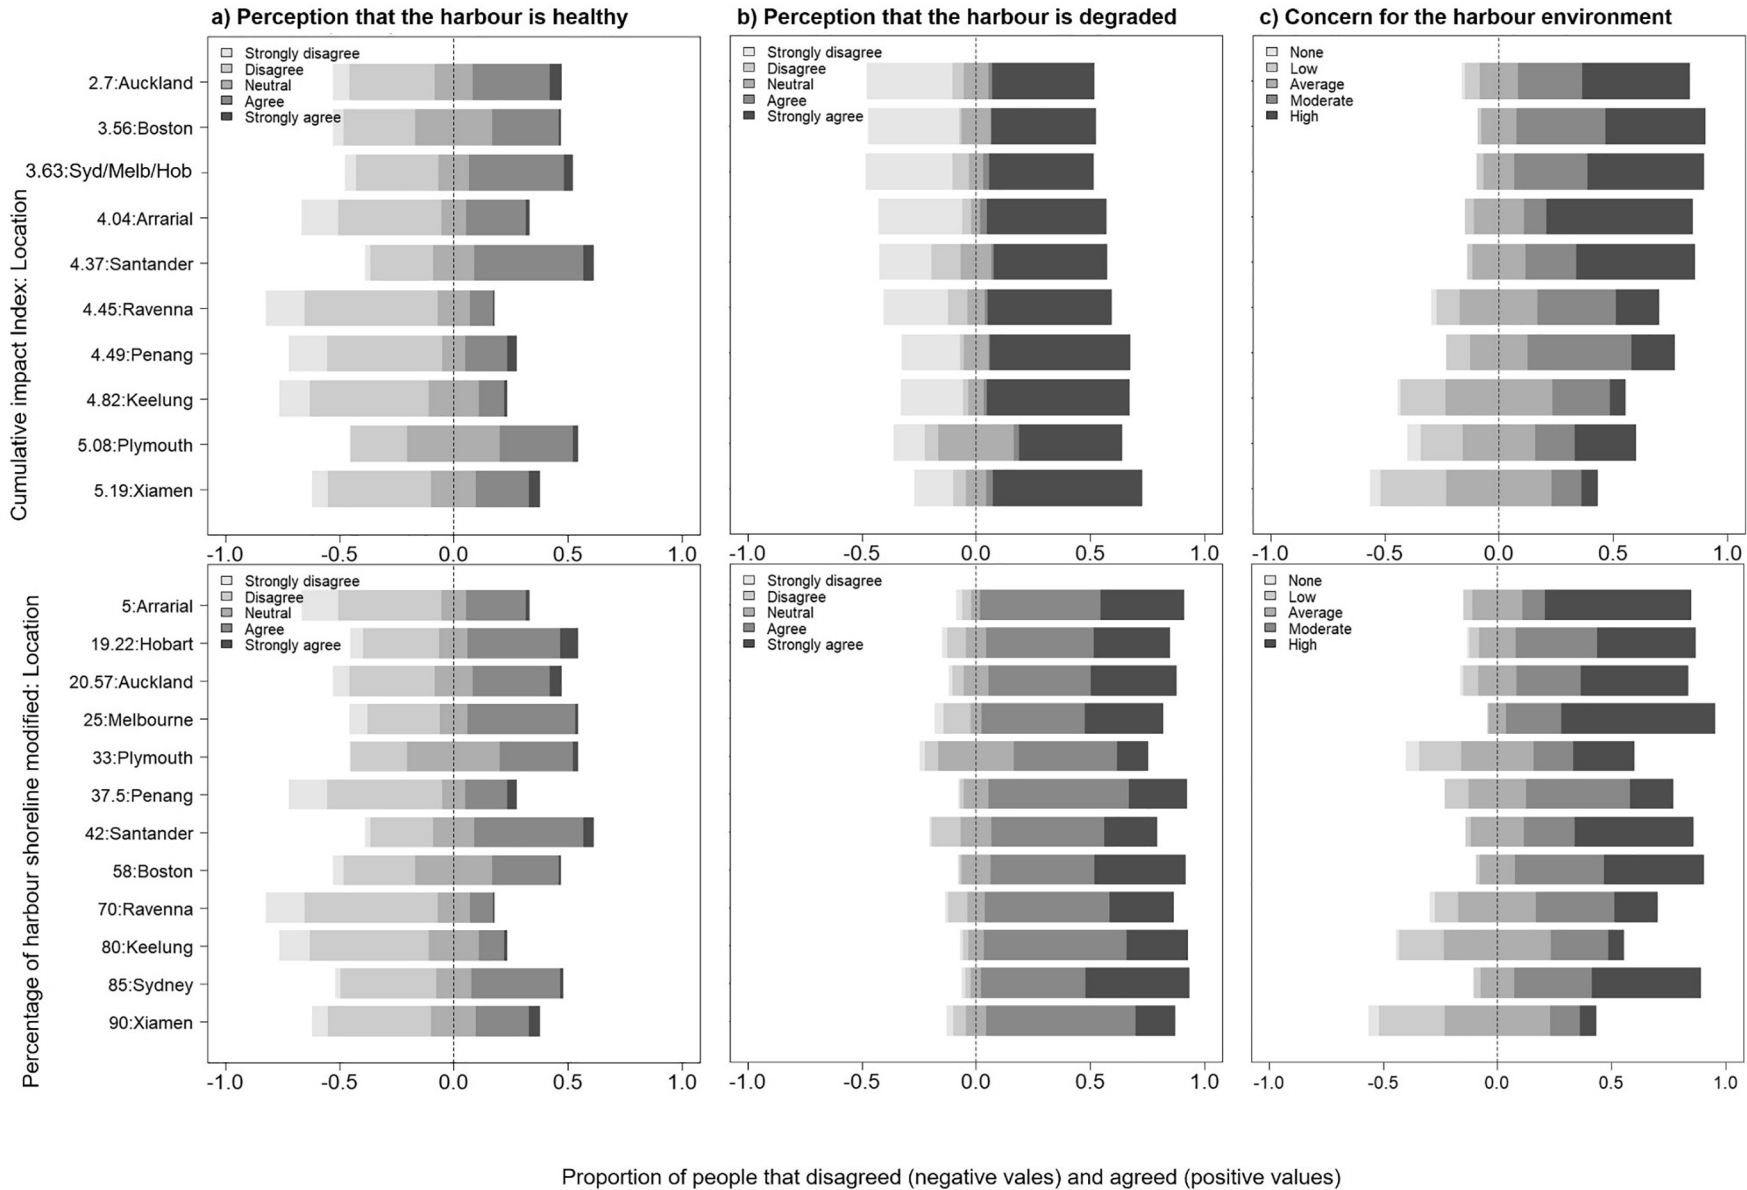 a) Perception that the harbour is healthy
b) Perception that the harbour is degraded
c) Concern for the harbour environment
Cumulative impact Index: Location
2.7:Auckland
3.56:Boston
3.63:Syd/Melb/Hob
4.04:Arrarial
4.37:Santander
4.45:Ravenna
4.49:Penang
4.82:Keelung
5.08:Plymouth
5.19:Xiamen
Strongly disagree
Disagree
Neutral
Agree
Strongly agree
-1.0 -0.5 0.0 0.5 1.0
Strongly disagree
Disagree
Neutral
Agree
Strongly agree
-1.0 -0.5 0.0 0.5 1.0
None
Low
Average
Moderate
High
-1.0 -0.5 0.0 0.5 1.0
Percentage of harbour shoreline modified: Location
5:Arrarial
19.22:Hobart
20.57:Auckland
25:Melbourne
33:Plymouth
37.5:Penang
42:Santander
58:Boston
70:Ravenna
80:Keelung
85:Sydney
90:Xiamen
Strongly disagree
Disagree
Neutral
Agree
Strongly agree
-1.0 -0.5 0.0 0.5 1.0
Strongly disagree
Disagree
Neutral
Agree
Strongly agree
-1.0 -0.5 0.0 0.5 1.0
None
Low
Average
Moderate
High
-1.0 -0.5 0.0 0.5 1.0
Proportion of people that disagreed (negative vales) and agreed (positive values)